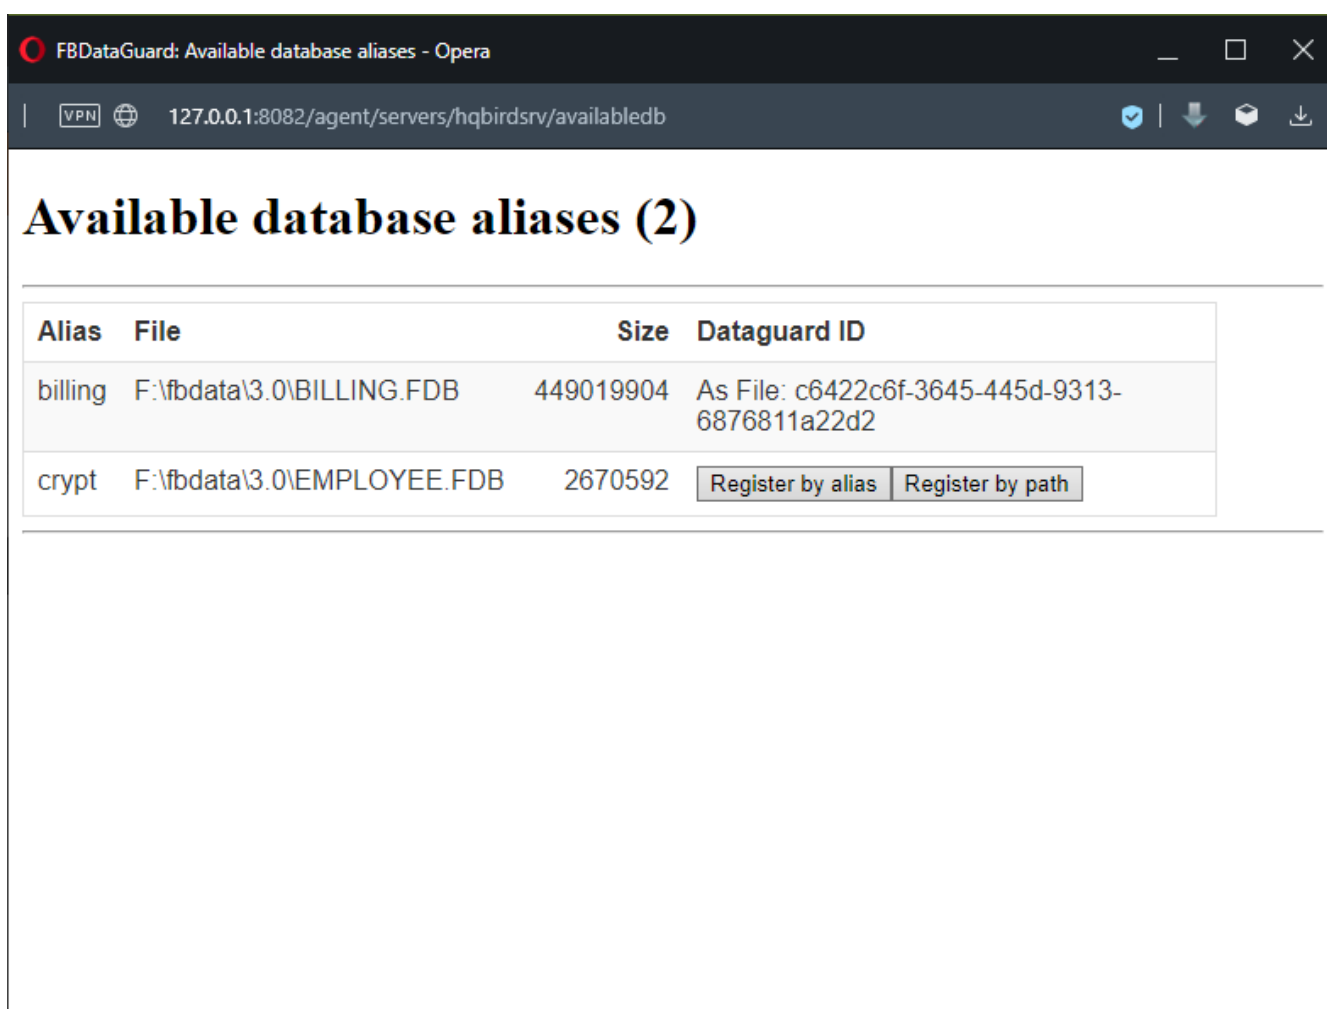 FBDataGuard: Available database aliases - Opera
VPN 127.0.0.1:8082/agent/servers/hqbirdsrv/availabledb
Available database aliases (2)
Alias File Size Dataguard ID
billing F:\fbdata\3.0\BILLING.FDB 449019904 As File: c6422c6f-3645-445d-9313-
6876811a22d2
crypt F:\fbdata\3.0\EMPLOYEE.FDB 2670592 Register by alias Register by path